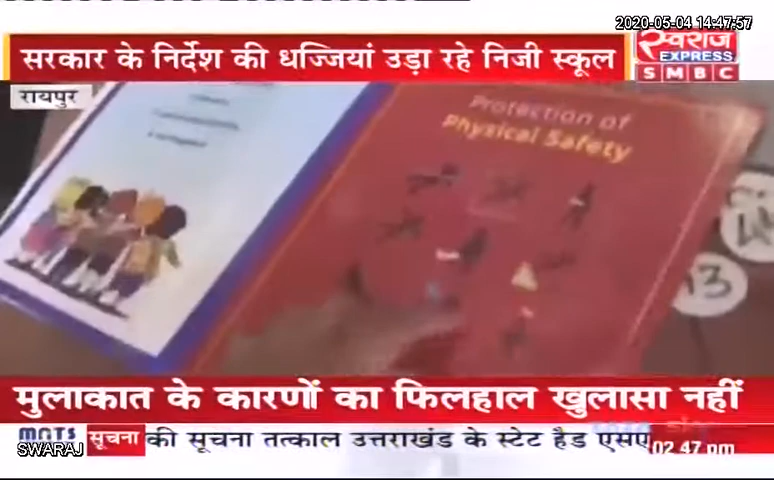 2020-05-04 14:47:57
सरकार के निर्देश की धज्जियां उड़ा रहे निजी स्कूल
स्वराज
EXPRESS
SMBC
रायपुर
Protection of
Physical Safety
13
मुलाकात के कारणों का फिलहाल खुलासा नहीं
सूचना की सूचना तत्काल उत्तराखंड के स्टेट हैड एसए
SWARAJ
02.47 pm